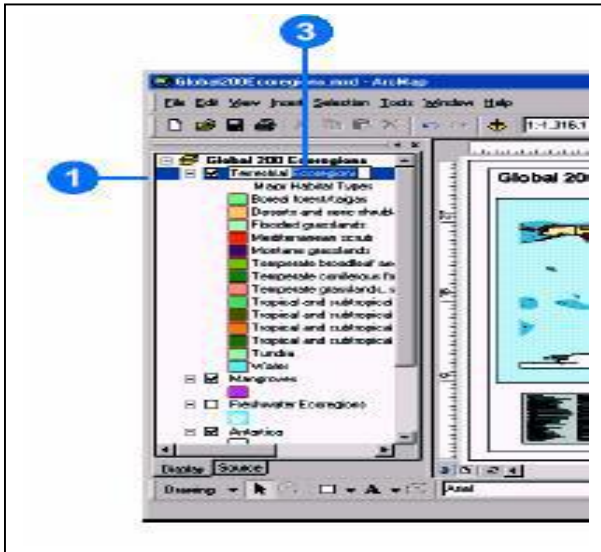 3
1
Global200Ecoregions.mxd - ArcMap
File Edit View Insert Selection Tools Window Help
Global 200 Ecoregions
Terrestrial Ecoregions
Major Habitat Types
Boreal forest/taigas
Deserts and xeric shrubl
Flooded grasslands
Mediterranean scrub
Montane grasslands
Temperate broadleaf
Temperate coniferous fo
Temperate grasslands, s
Tropical and subtropical
Tropical and subtropical
Tropical and subtropical
Tropical and subtropical
Tundra
Water
Mangroves
Freshwater Ecoregions
Antartica
Global 20
Display Source
Drawing A Arial